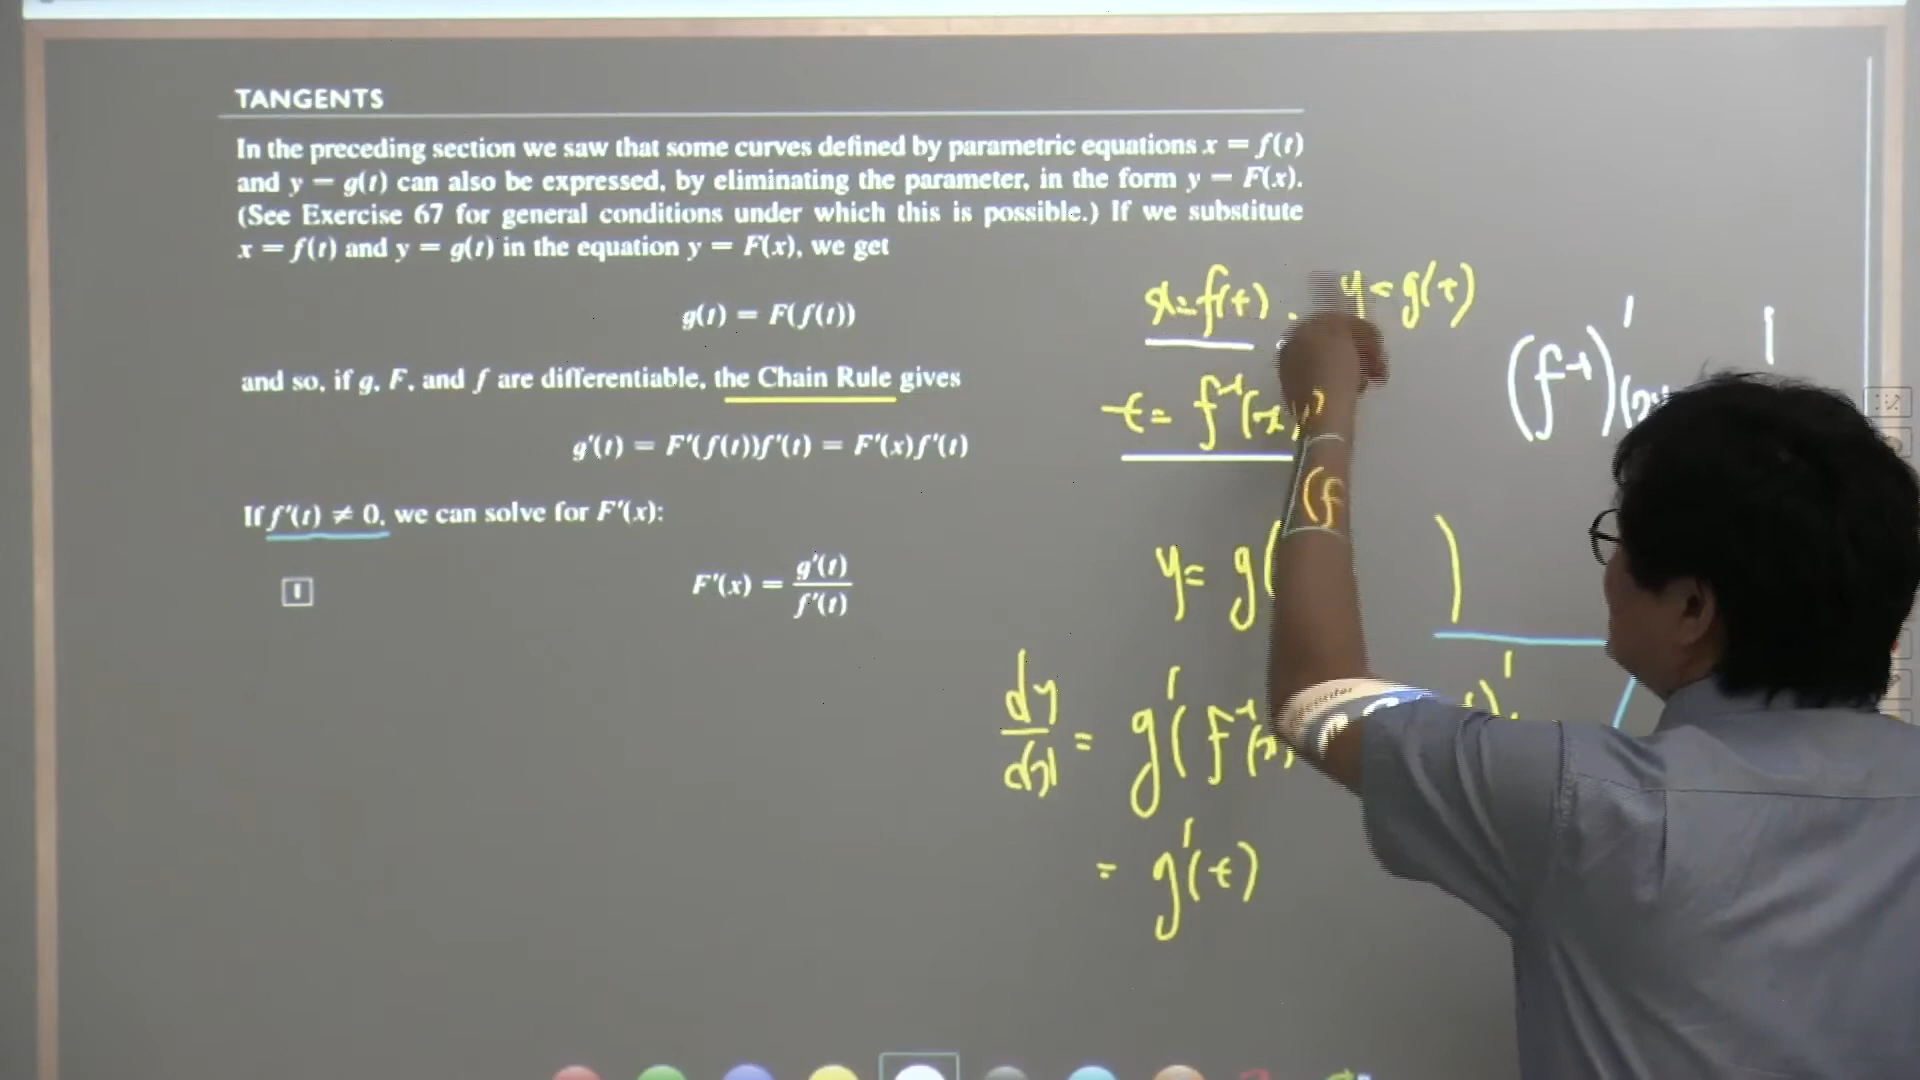 TANGENTS
In the preceding section we saw that some curves defined by parametric equations x = f(t)
and y = g(t) can also be expressed, by eliminating the parameter, in the form y = F(x).
(See Exercise 67 for general conditions under which this is possible.) If we substitute
x = f(t) and y = g(t) in the equation y = F(x), we get
g(t) = F(f(t))
and so, if g, F, and f are differentiable, the Chain Rule gives
g'(t) = F'(f(t))f'(t) = F'(x)f'(t)
If f'(t) ≠ 0, we can solve for F'(x):
1 F'(x) = g'(t) / f'(t)
x = f(t), y = g(t)
t = f⁻¹(x)
(f⁻¹)'
y = g( )
dy/dx = g'(f⁻¹(x)
= g'(t)